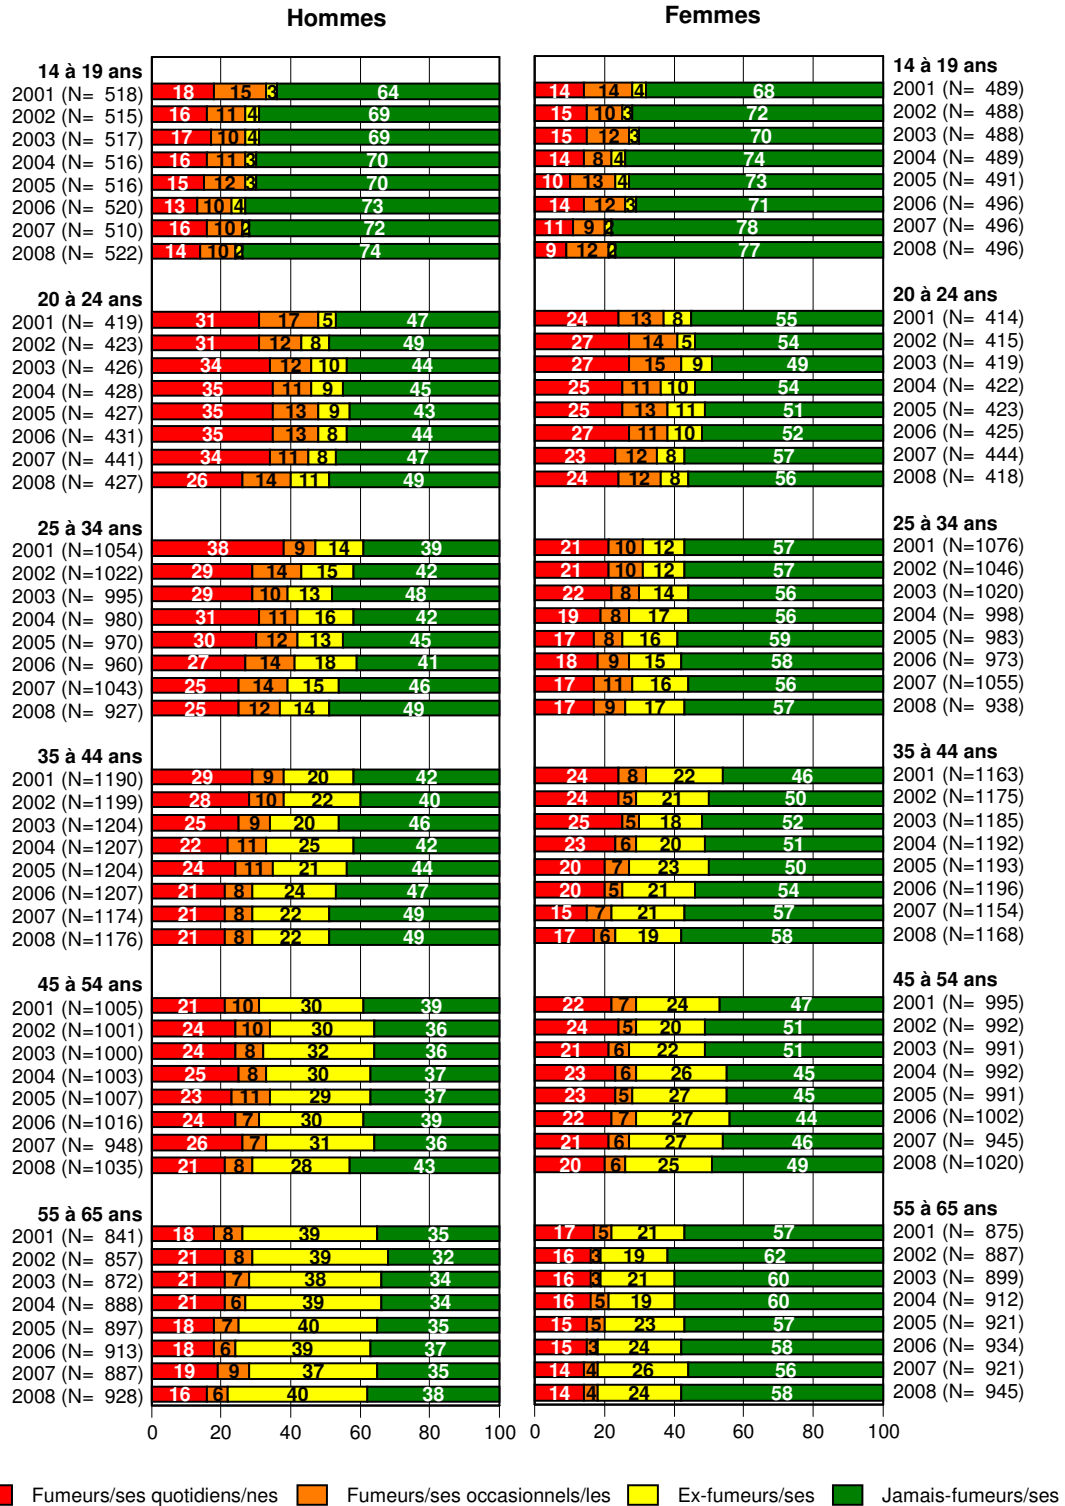 Hommes
14 à 19 ans
2001 (N= 518) 18 15 3 64
2002 (N= 515) 16 11 4 69
2003 (N= 517) 17 10 4 69
2004 (N= 516) 16 11 3 70
2005 (N= 516) 15 12 3 70
2006 (N= 520) 13 10 4 73
2007 (N= 510) 16 10 2 72
2008 (N= 522) 14 10 2 74
20 à 24 ans
2001 (N= 419) 31 17 5 47
2002 (N= 423) 31 12 8 49
2003 (N= 426) 34 12 10 44
2004 (N= 428) 35 11 9 45
2005 (N= 427) 35 13 9 43
2006 (N= 431) 35 13 8 44
2007 (N= 441) 34 11 8 47
2008 (N= 427) 26 14 11 49
25 à 34 ans
2001 (N=1054) 38 9 14 39
2002 (N=1022) 29 14 15 42
2003 (N= 995) 29 10 13 48
2004 (N= 980) 31 11 16 42
2005 (N= 970) 30 12 13 45
2006 (N= 960) 27 14 18 41
2007 (N=1043) 25 14 15 46
2008 (N= 927) 25 12 14 49
35 à 44 ans
2001 (N=1190) 29 9 20 42
2002 (N=1199) 28 10 22 40
2003 (N=1204) 25 9 20 46
2004 (N=1207) 22 11 25 42
2005 (N=1204) 24 11 21 44
2006 (N=1207) 21 8 24 47
2007 (N=1174) 21 8 22 49
2008 (N=1176) 21 8 22 49
45 à 54 ans
2001 (N=1005) 21 10 30 39
2002 (N=1001) 24 10 30 36
2003 (N=1000) 24 8 32 36
2004 (N=1003) 25 8 30 37
2005 (N=1007) 23 11 29 37
2006 (N=1016) 24 7 30 39
2007 (N= 948) 26 7 31 36
2008 (N=1035) 21 8 28 43
55 à 65 ans
2001 (N= 841) 18 8 39 35
2002 (N= 857) 21 8 39 32
2003 (N= 872) 21 7 38 34
2004 (N= 888) 21 6 39 34
2005 (N= 897) 18 7 40 35
2006 (N= 913) 18 6 39 37
2007 (N= 887) 19 9 37 35
2008 (N= 928) 16 6 40 38
0 20 40 60 80 100
Femmes
14 à 19 ans
14 14 4 68 2001 (N= 489)
15 10 3 72 2002 (N= 488)
15 12 3 70 2003 (N= 488)
14 8 4 74 2004 (N= 489)
10 13 4 73 2005 (N= 491)
14 12 3 71 2006 (N= 496)
11 9 2 78 2007 (N= 496)
9 12 2 77 2008 (N= 496)
20 à 24 ans
24 13 8 55 2001 (N= 414)
27 14 5 54 2002 (N= 415)
27 15 9 49 2003 (N= 419)
25 11 10 54 2004 (N= 422)
25 13 11 51 2005 (N= 423)
27 11 10 52 2006 (N= 425)
23 12 8 57 2007 (N= 444)
24 12 8 56 2008 (N= 418)
25 à 34 ans
21 10 12 57 2001 (N=1076)
21 10 12 57 2002 (N=1046)
22 8 14 56 2003 (N=1020)
19 8 17 56 2004 (N= 998)
17 8 16 59 2005 (N= 983)
18 9 15 58 2006 (N= 973)
17 11 16 56 2007 (N=1055)
17 9 17 57 2008 (N= 938)
35 à 44 ans
24 8 22 46 2001 (N=1163)
24 5 21 50 2002 (N=1175)
25 5 18 52 2003 (N=1185)
23 6 20 51 2004 (N=1192)
20 7 23 50 2005 (N=1193)
20 5 21 54 2006 (N=1196)
15 7 21 57 2007 (N=1154)
17 6 19 58 2008 (N=1168)
45 à 54 ans
22 7 24 47 2001 (N= 995)
24 5 20 51 2002 (N= 992)
21 6 22 51 2003 (N= 991)
23 6 26 45 2004 (N= 992)
23 5 27 45 2005 (N= 991)
22 7 27 44 2006 (N=1002)
21 6 27 46 2007 (N= 945)
20 6 25 49 2008 (N=1020)
55 à 65 ans
17 5 21 57 2001 (N= 875)
16 3 19 62 2002 (N= 887)
16 3 21 60 2003 (N= 899)
16 5 19 60 2004 (N= 912)
15 5 23 57 2005 (N= 921)
15 3 24 58 2006 (N= 934)
14 4 26 56 2007 (N= 921)
14 4 24 58 2008 (N= 945)
0 20 40 60 80 100
Fumeurs/ses quotidiens/nes Fumeurs/ses occasionnels/les Ex-fumeurs/ses Jamais-fumeurs/ses